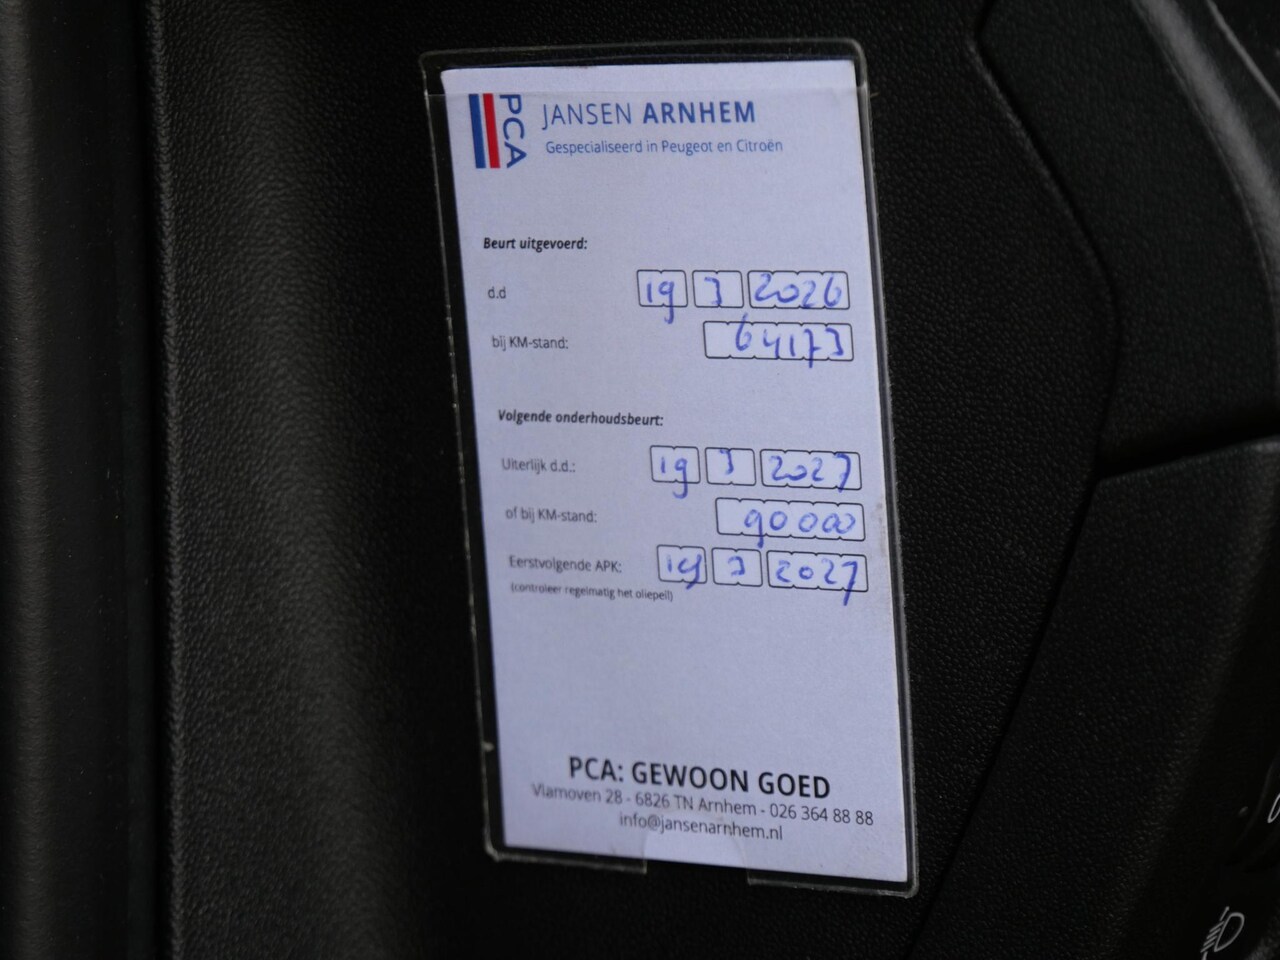 PCA
JANSEN ARNHEM
Gespecialiseerd in Peugeot en Citroën
Beurt uitgevoerd:
d.d 19 3 2026
bij KM-stand: 64173
Volgende onderhoudsbeurt:
Uiterlijk d.d.: 19 3 2027
of bij KM-stand: 90000
Eerstvolgende APK: 19 3 2027
(controleer regelmatig het oliepeil)
PCA: GEWOON GOED
Vlamoven 28 - 6826 TN Arnhem - 026 364 88 88
info@jansenarnhem.nl